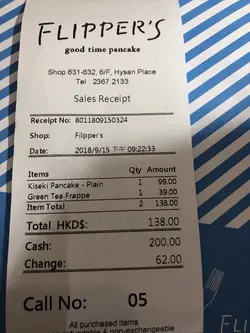 FLIPPER'S
good time pancake
Shop 631-632, 6/F, Hysan Place
Tel 2367 2133
Sales Receipt
Receipt No: 8011809150324
Shop: Flipper's
Date: 2018/9/15 下午 09:22:33
Items Qty Amount
Kiseki Pancake - Plain 1 99.00
Green Tea Frappe 1 39.00
Item Total 2 138.00
Total HKD$: 138.00
Cash: 200.00
Change: 62.00
Call No: 05
All purchased items
& non-exchangeable
FLIPP